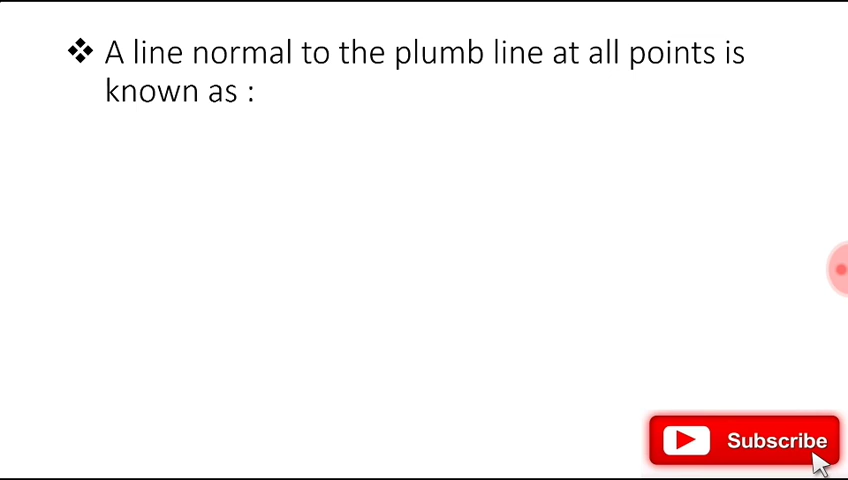 ❖ A line normal to the plumb line at all points is
known as :
Subscribe